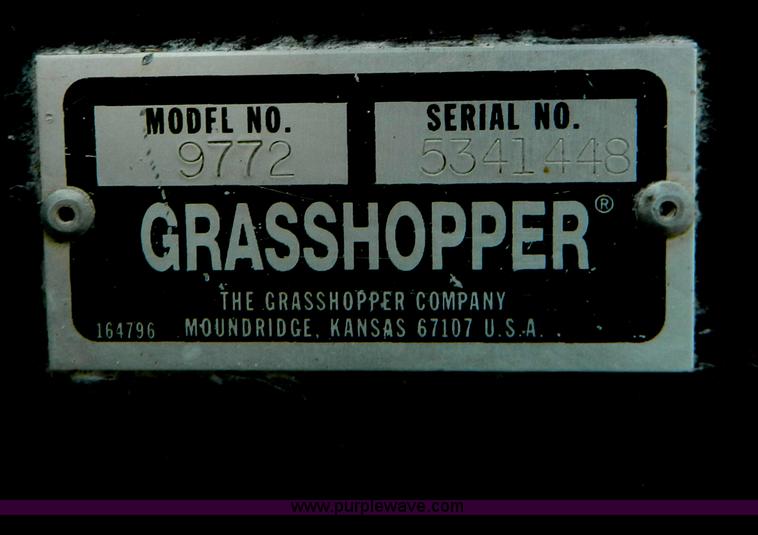 MODEL NO.
9772
SERIAL NO.
5341448
GRASSHOPPER®
THE GRASSHOPPER COMPANY
164796 MOUNDRIDGE, KANSAS 67107 U.S.A.
www.purplewave.com